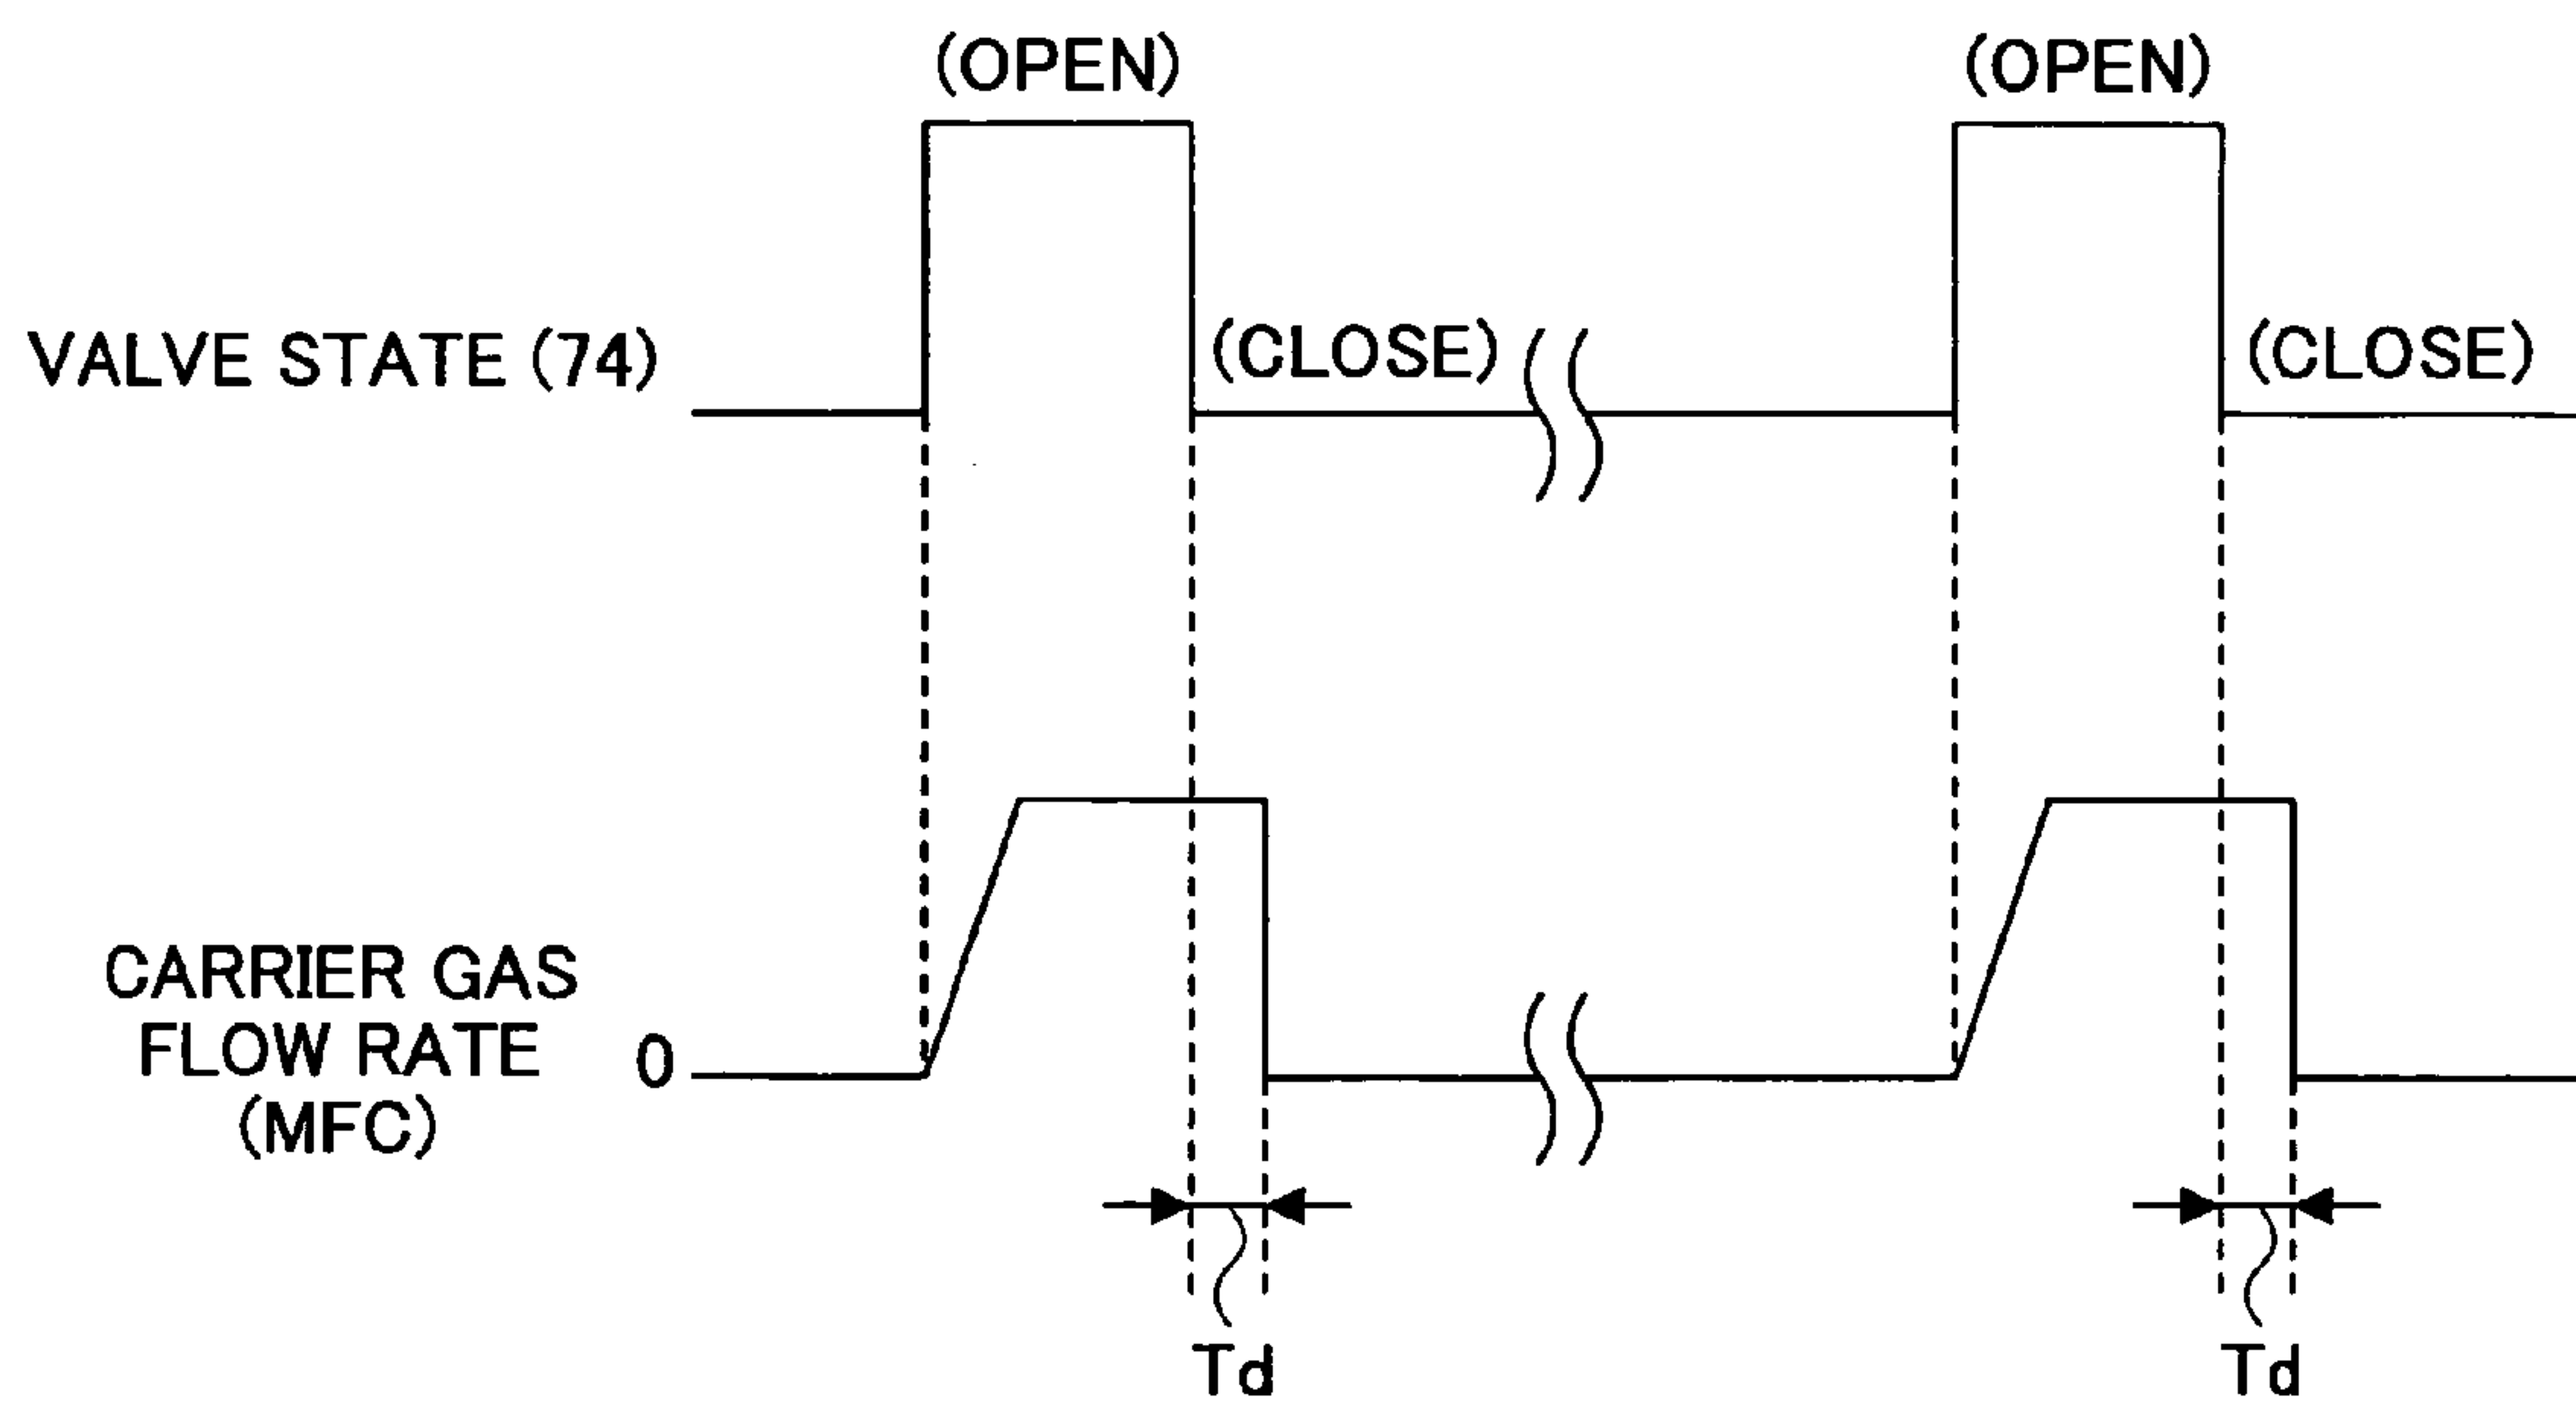 (OPEN)
(OPEN)
VALVE STATE (74)
(CLOSE)
(CLOSE)
CARRIER GAS
FLOW RATE
(MFC)
0
Td
Td